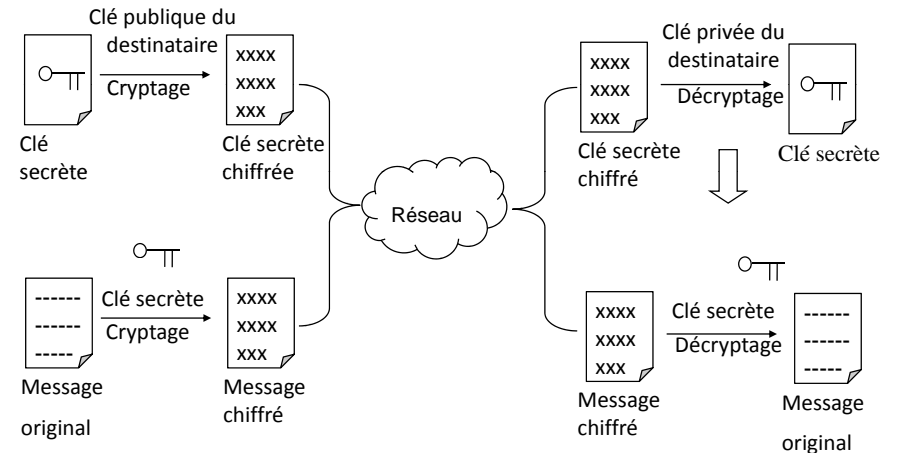 Clé publique du
destinataire
Cryptage
Clé
secrète
xxxx
xxxx
xxx
Clé secrète
chiffrée
Clé secrète
Cryptage
Message
original
xxxx
xxxx
xxx
Message
chiffré
Réseau
xxxx
xxxx
xxx
Clé secrète
chiffré
Clé privée du
destinataire
Décryptage
Clé secrète
xxxx
xxxx
xxx
Message
chiffré
Clé secrète
Décryptage
Message
original